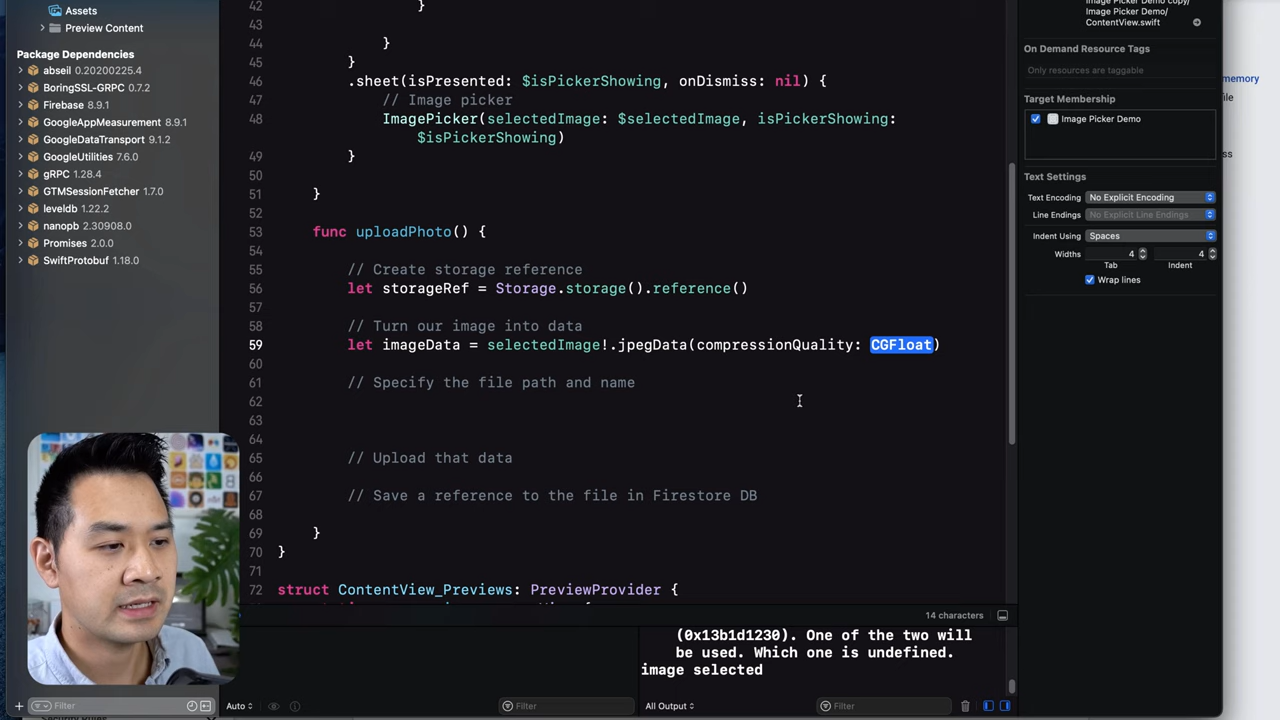 Assets
Preview Content
Package Dependencies
abseil 0.20200225.4
BoringSSL-GRPC 0.7.2
Firebase 8.9.1
GoogleAppMeasurement 8.9.1
GoogleDataTransport 9.1.2
GoogleUtilities 7.6.0
gRPC 1.28.4
GTMSessionFetcher 1.7.0
leveldb 1.22.2
nanopb 2.30908.0
Promises 2.0.0
SwiftProtobuf 1.18.0
Filter
42 }
43
44 }
45 }
46 .sheet(isPresented: $isPickerShowing, onDismiss: nil) {
47 // Image picker
48 ImagePicker(selectedImage: $selectedImage, isPickerShowing:
$isPickerShowing)
49 }
50
51 }
52
53 func uploadPhoto() {
54
55 // Create storage reference
56 let storageRef = Storage.storage().reference()
57
58 // Turn our image into data
59 let imageData = selectedImage!.jpegData(compressionQuality: CGFloat)
60
61 // Specify the file path and name
62
63
64
65 // Upload that data
66
67 // Save a reference to the file in Firestore DB
68
69 }
70 }
71
72 struct ContentView_Previews: PreviewProvider {
14 characters
(0x13b1d1230). One of the two will
be used. Which one is undefined.
image selected
Auto
Filter
All Output
Filter
Image Picker Demo copy/
Image Picker Demo/
ContentView.swift
On Demand Resource Tags
Only resources are taggable
Target Membership
Image Picker Demo
Text Settings
Text Encoding No Explicit Encoding
Line Endings No Explicit Line Endings
Indent Using Spaces
Widths 4 4
Tab Indent
Wrap lines
memory